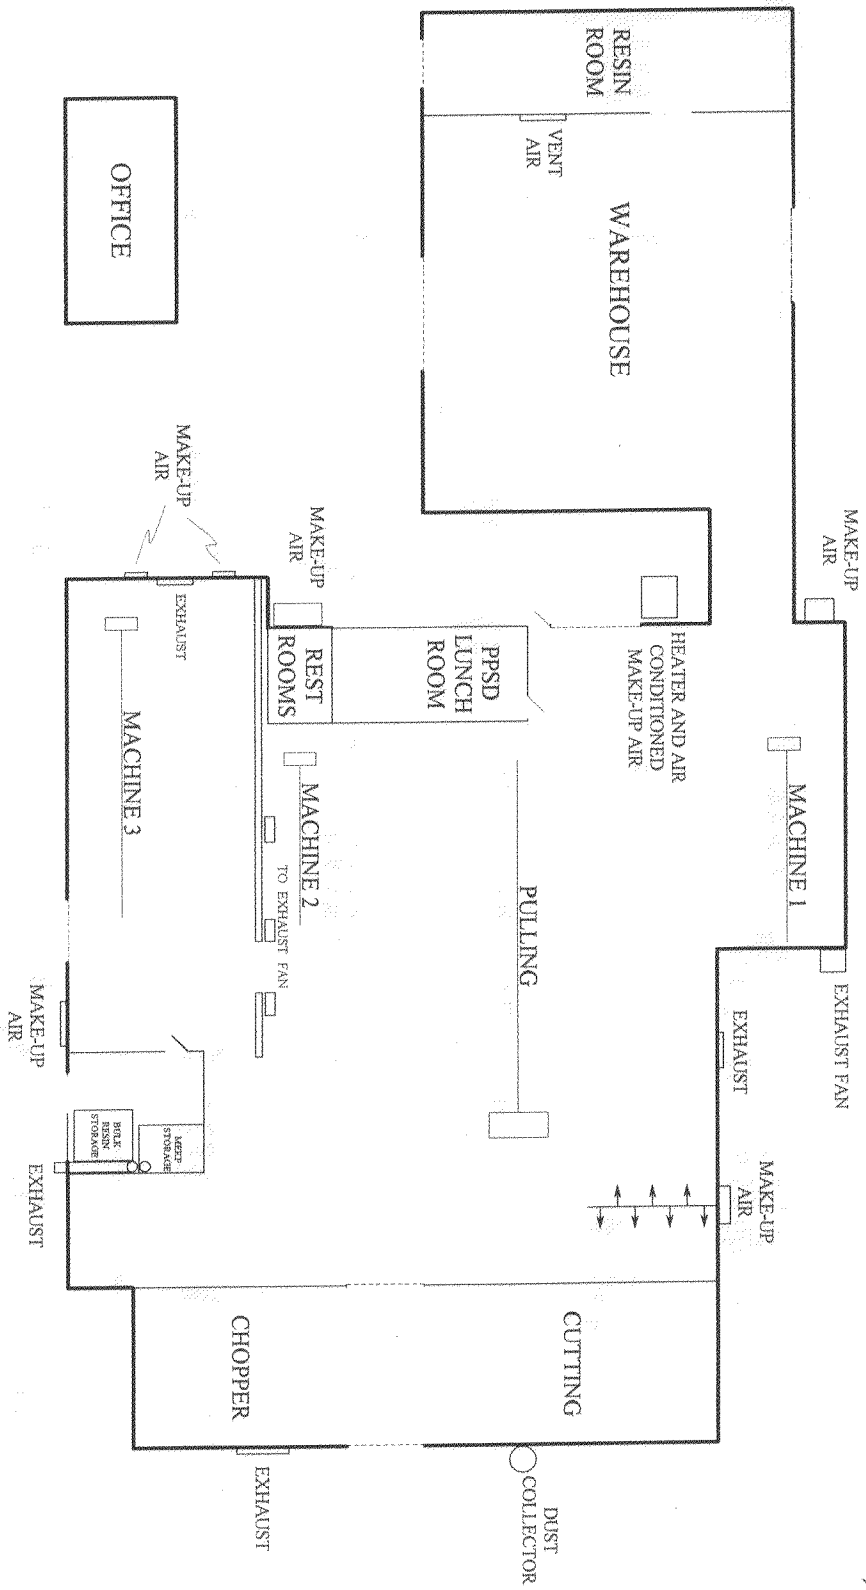 RESIN
ROOM
VENT
AIR
WAREHOUSE
OFFICE
MAKE-UP
AIR
MAKE-UP
AIR
MAKE-UP
AIR
EXHAUST
REST
ROOMS
PPSD
LUNCH
ROOM
HEATER AND AIR
CONDITIONED
MAKE-UP AIR
MACHINE 1
MACHINE 2
MACHINE 3
TO EXHAUST FAN
PULLING
EXHAUST FAN
EXHAUST
MAKE-UP
AIR
MAKE-UP
AIR
BULK
RESIN
STORAGE
MEKP
STORAGE
EXHAUST
CHOPPER
CUTTING
EXHAUST
DUST
COLLECTOR